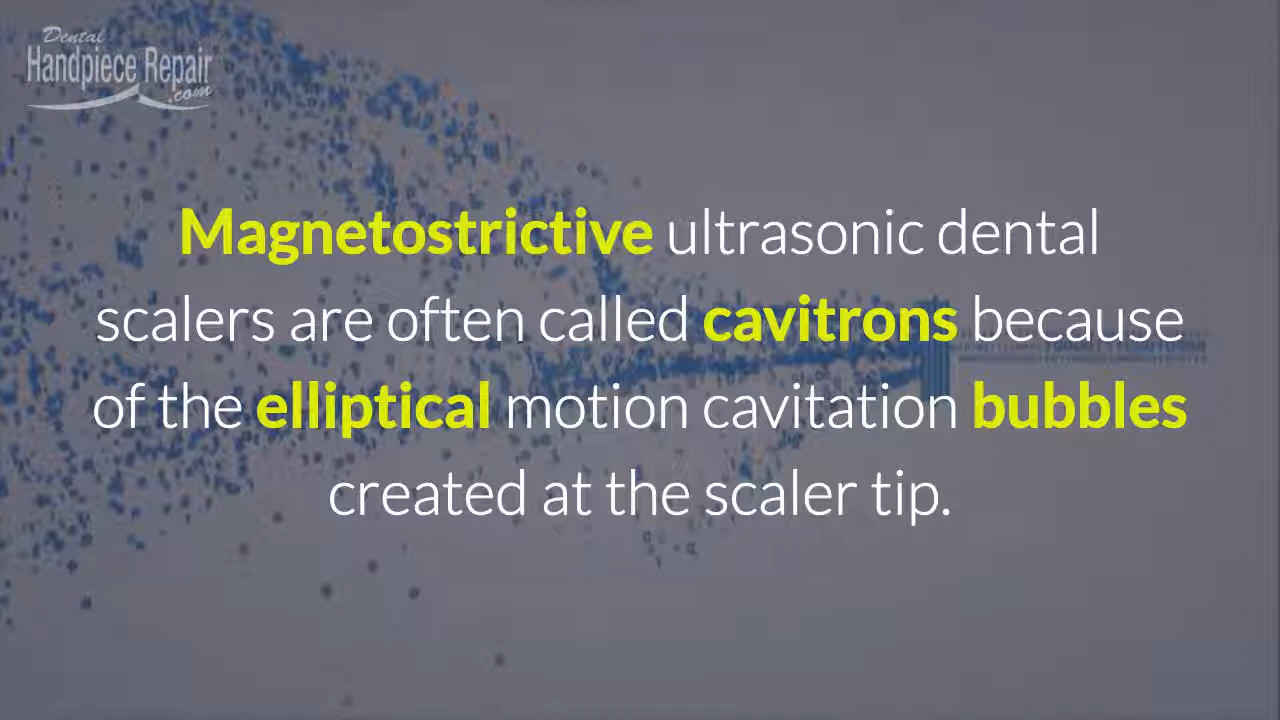 Dental
Handpiece Repair
.com
Magnetostrictive ultrasonic dental
scalers are often called cavitrons because
of the elliptical motion cavitation bubbles
created at the scaler tip.